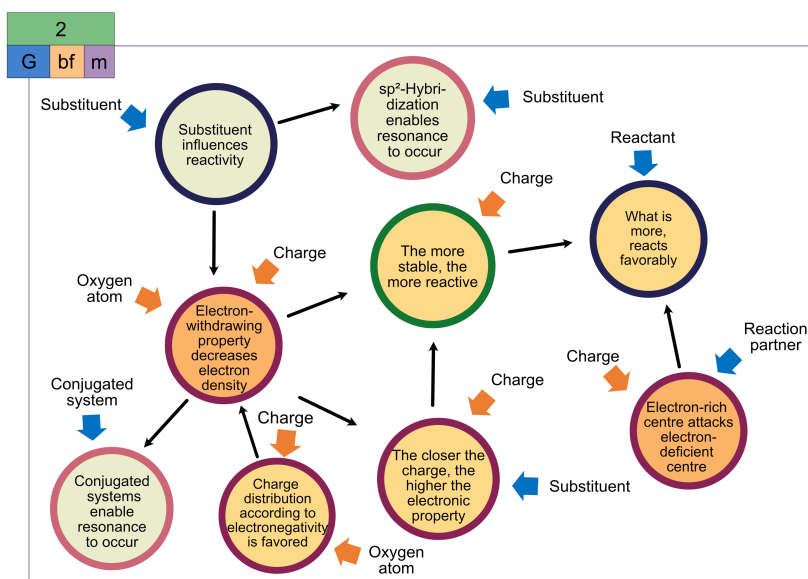 2
G bf m
Substituent
Substituent
influences
reactivity
sp²-Hybri-
dization
enables
resonance
to occur
Substituent
Reactant
What is
more,
reacts
favorably
Charge
The more
stable, the
more reactive
Charge
Oxygen
atom
Electron-
withdrawing
property
decreases
electron
density
Reaction
partner
Charge
Electron-rich
centre attacks
electron-
deficient
centre
Conjugated
system
Conjugated
systems
enable
resonance
to occur
Charge
Charge
distribution
according to
electronegativity
is favored
Oxygen
atom
Charge
The closer the
charge, the
higher the
electronic
property
Substituent